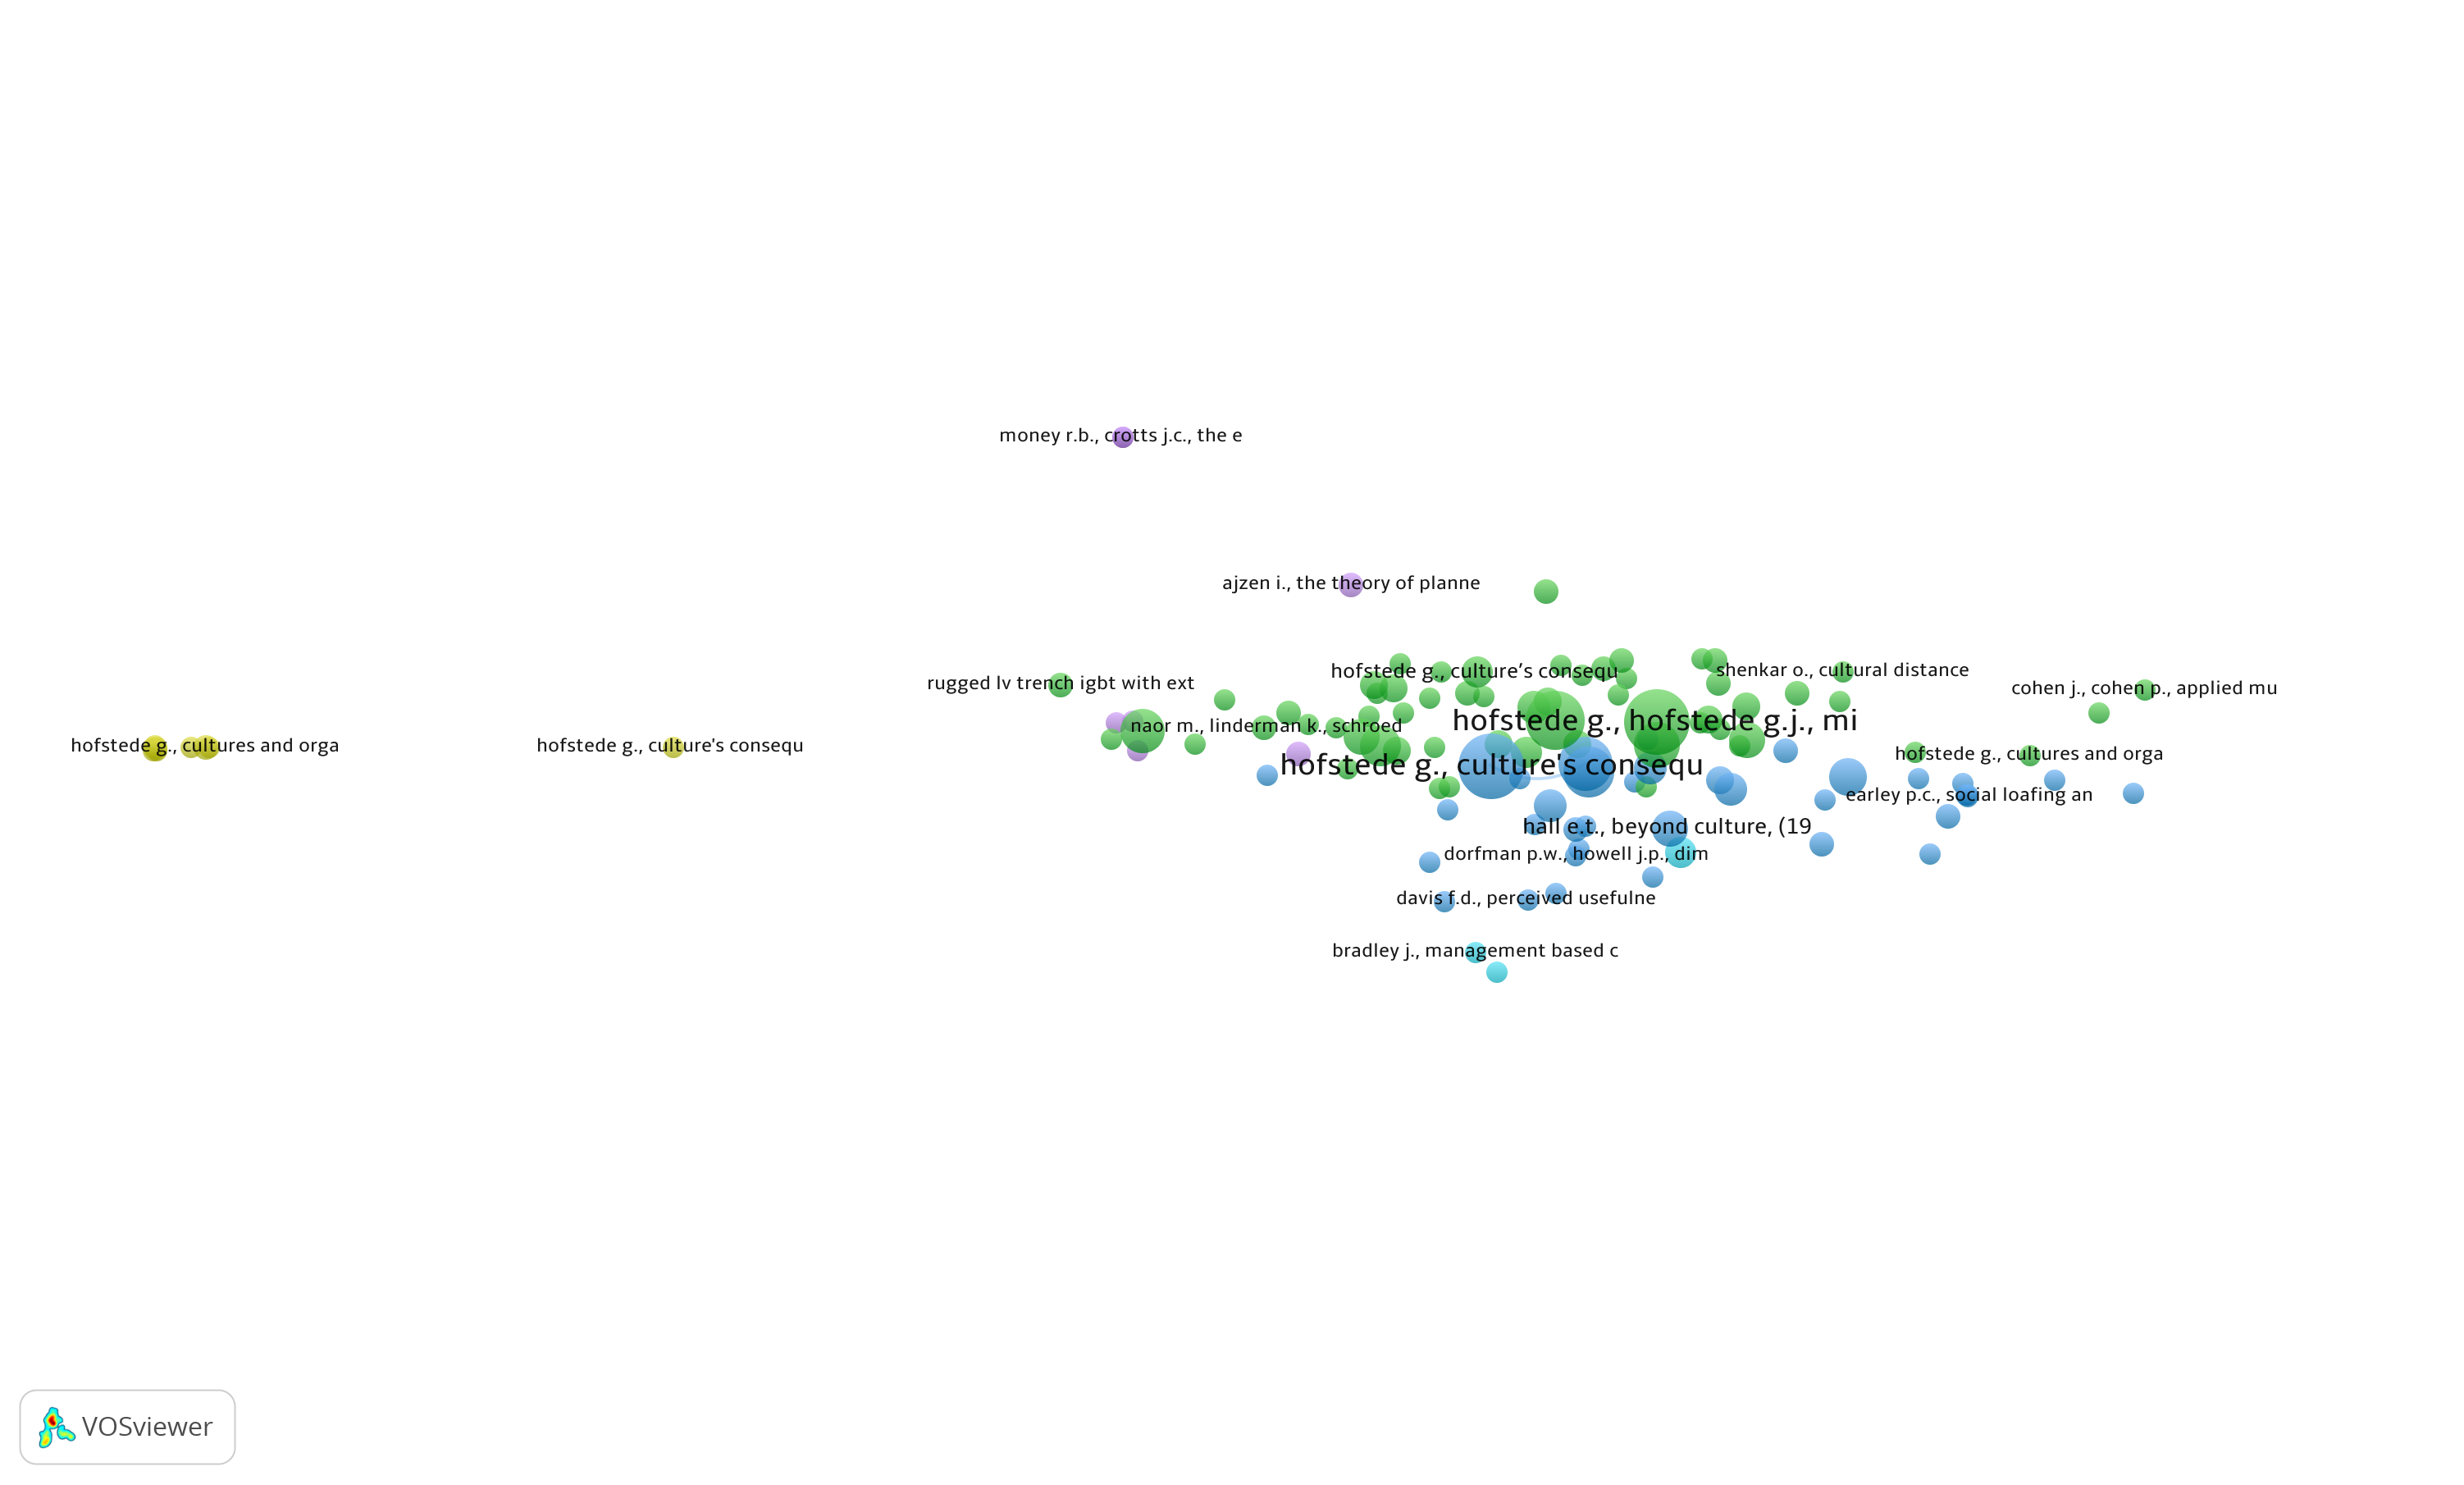 money r.b., crotts j.c., the e
ajzen i., the theory of planne
hofstede g., culture’s consequ
shenkar o., cultural distance
rugged lv trench igbt with ext
cohen j., cohen p., applied mu
hofstede g., hofstede g.j., mi
naor m., linderman k., schroed
hofstede g., cultures and orga
hofstede g., culture's consequ
hofstede g., cultures and orga
hofstede g., culture's consequ
earley p.c., social loafing an
hall e.t., beyond culture, (19
dorfman p.w., howell j.p., dim
davis f.d., perceived usefulne
bradley j., management based c
VOSviewer